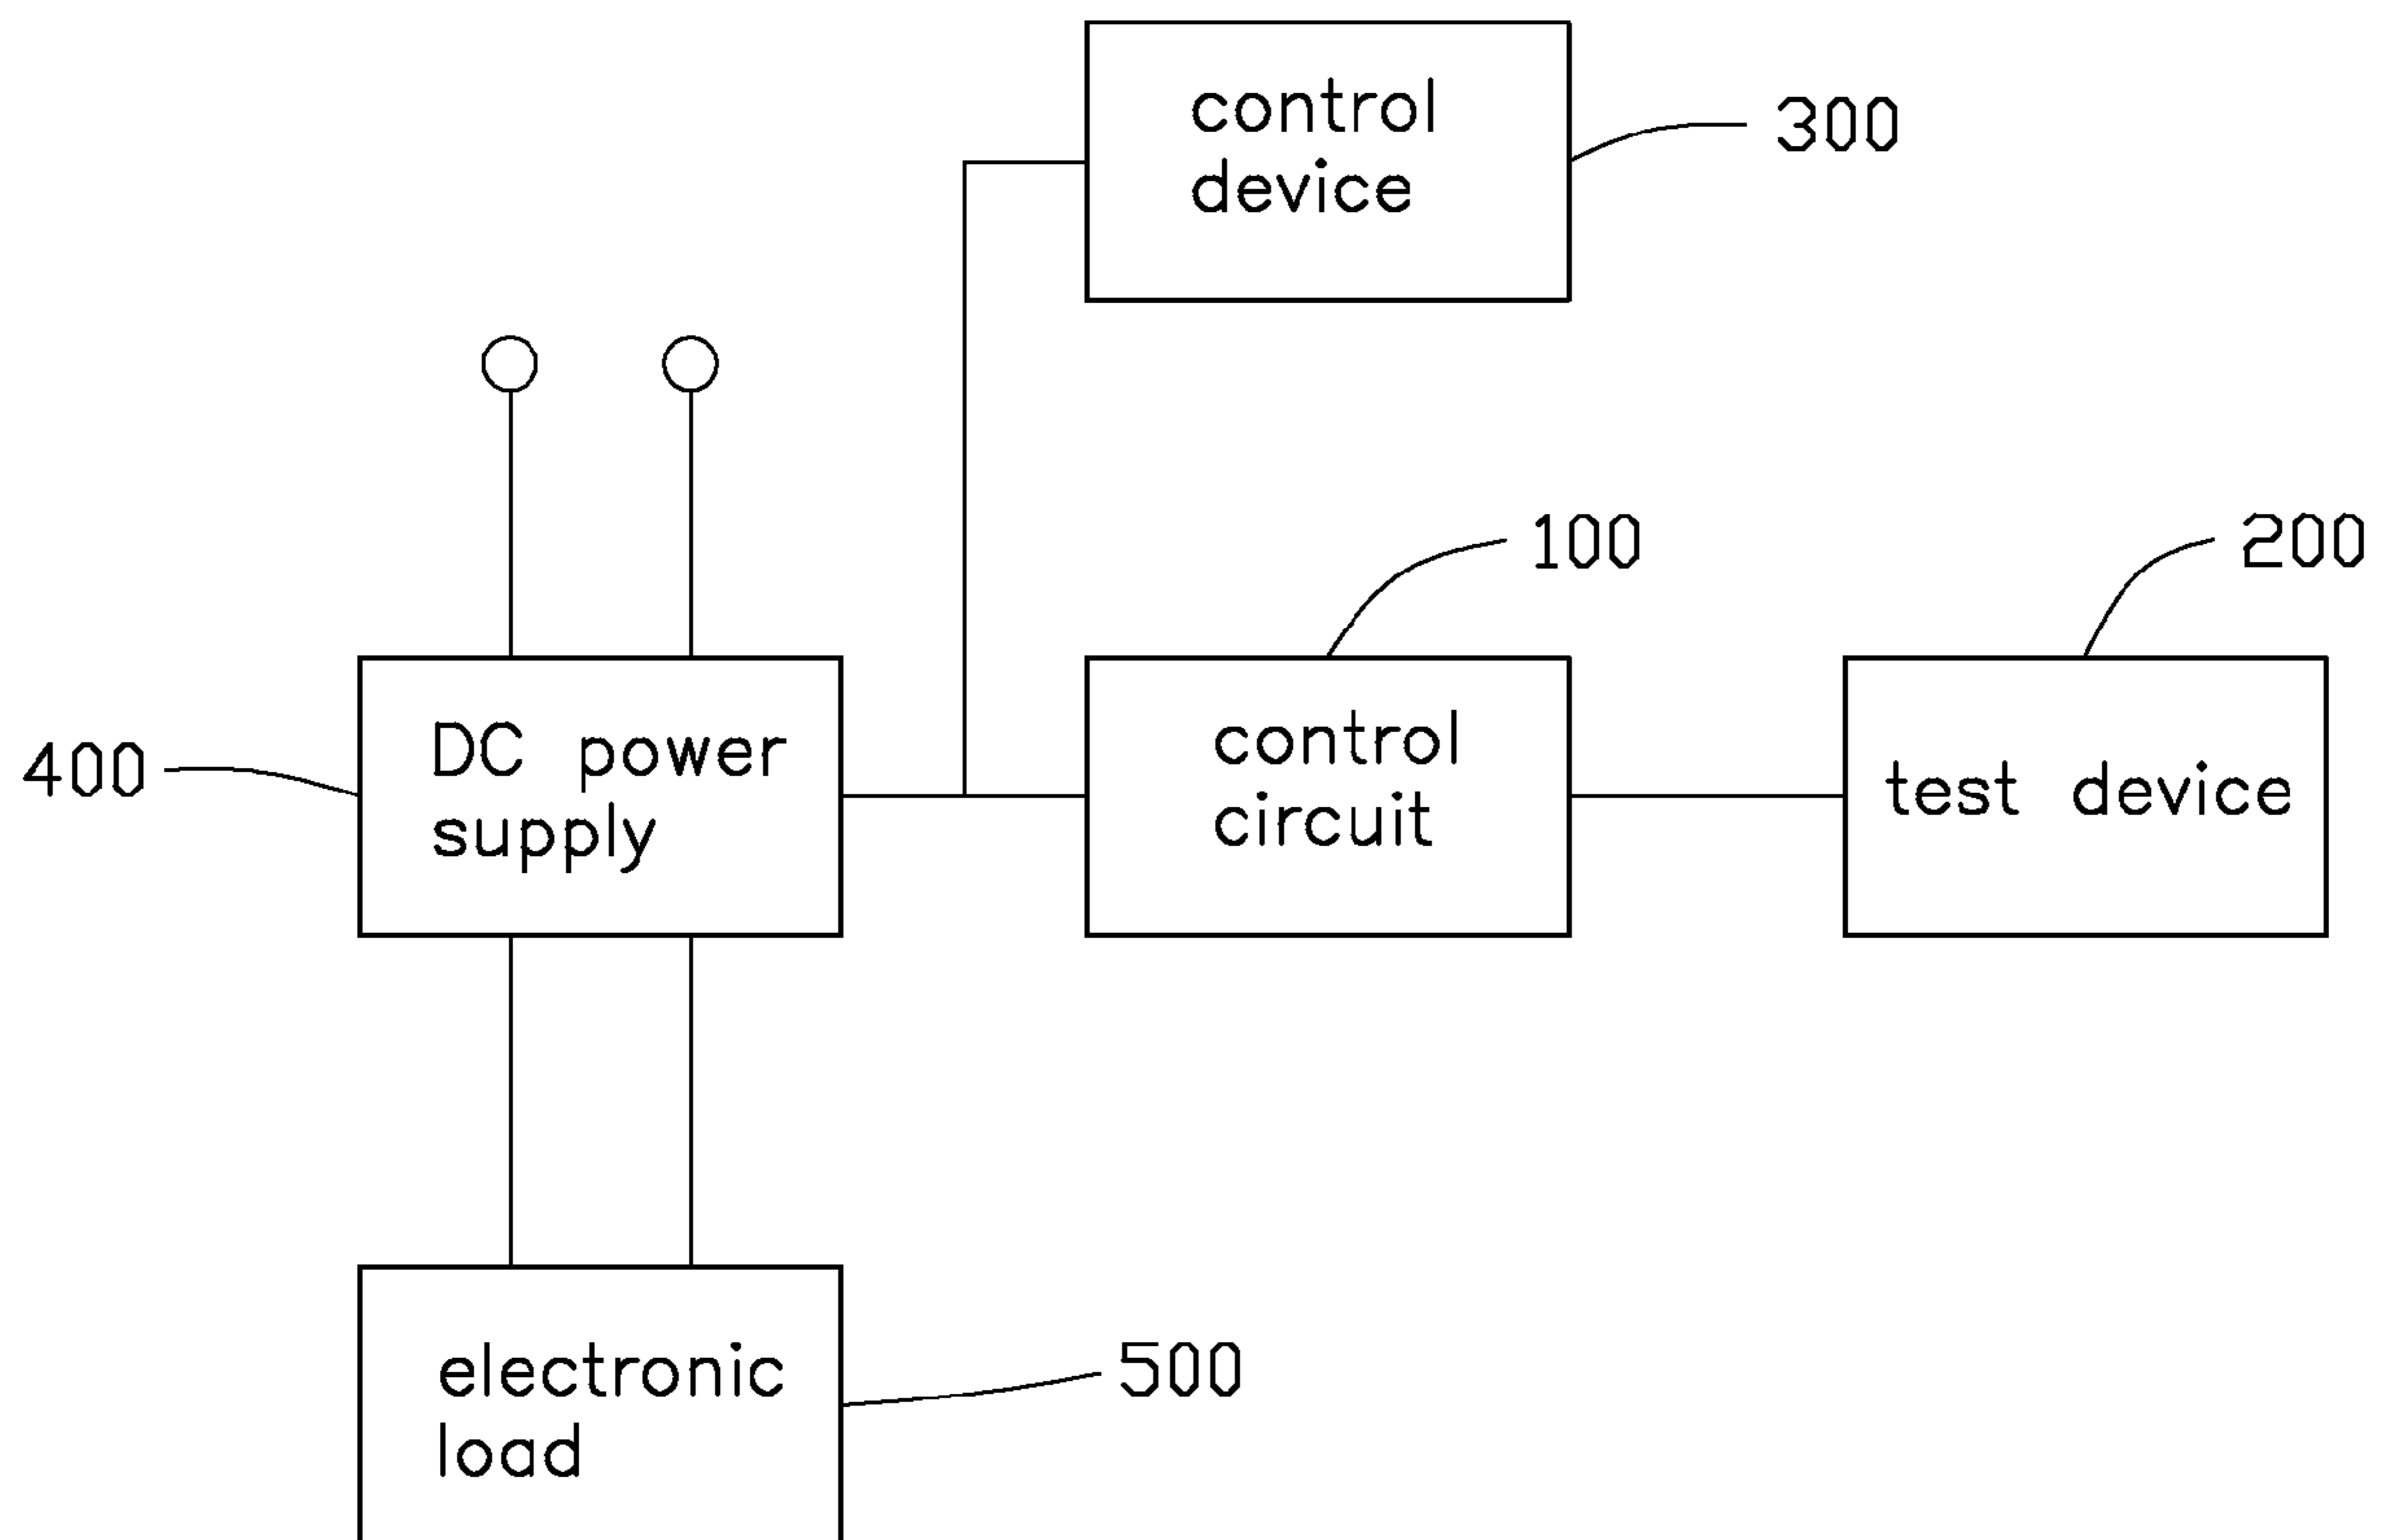 control
device
300
100
200
DC power
supply
400
control
circuit
test device
electronic
load
500